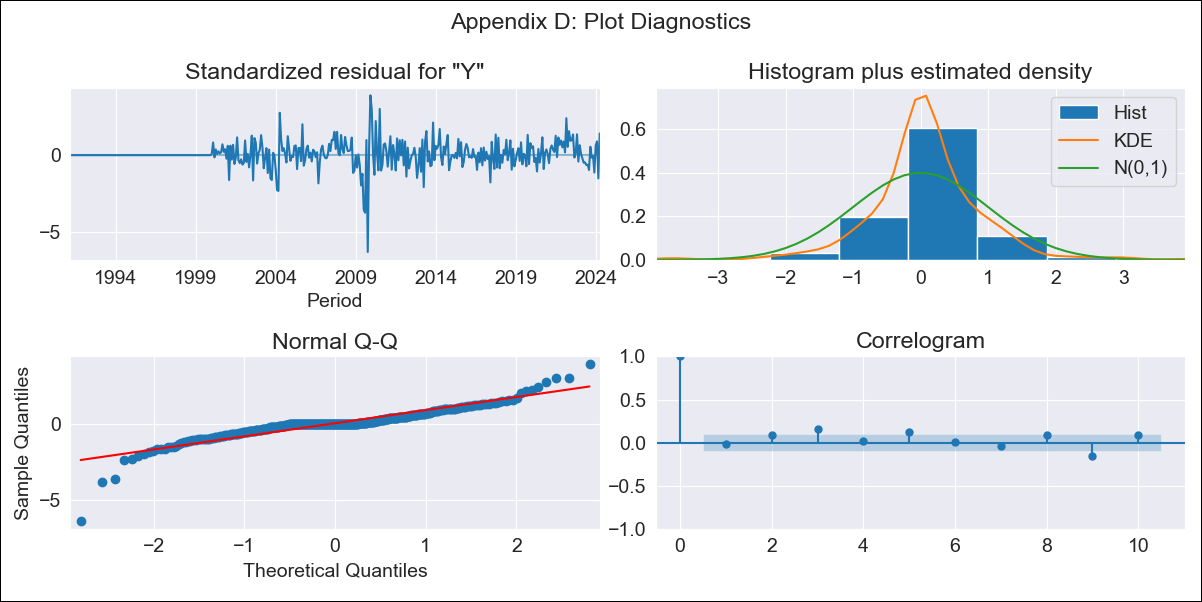 Appendix D: Plot Diagnostics
Standardized residual for "Y"
0
−5
1994 1999 2004 2009 2014 2019 2024
Period
Histogram plus estimated density
Hist
KDE
N(0,1)
0.6
0.4
0.2
0.0
−3 −2 −1 0 1 2 3
Normal Q-Q
Sample Quantiles
0
−5
−2 −1 0 1 2
Theoretical Quantiles
Correlogram
1.0
0.5
0.0
−0.5
−1.0
0 2 4 6 8 10